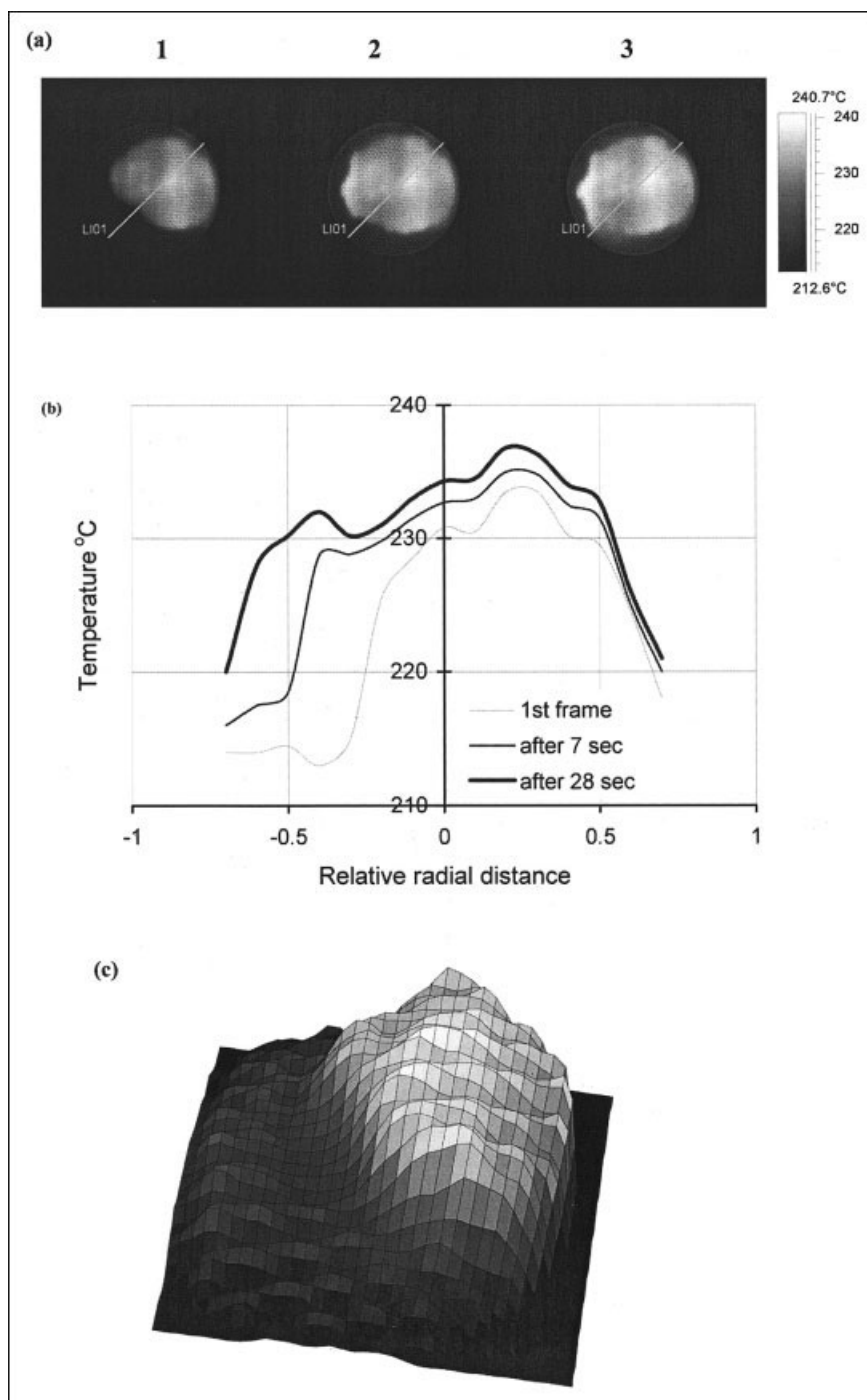 (a)
1 2 3
LI01 LI01 LI01
240.7°C
240
230
220
212.6°C
(b)
240
230
220
210
Temperature °C
-1 -0.5 0 0.5 1
Relative radial distance
1st frame
after 7 sec
after 28 sec
(c)